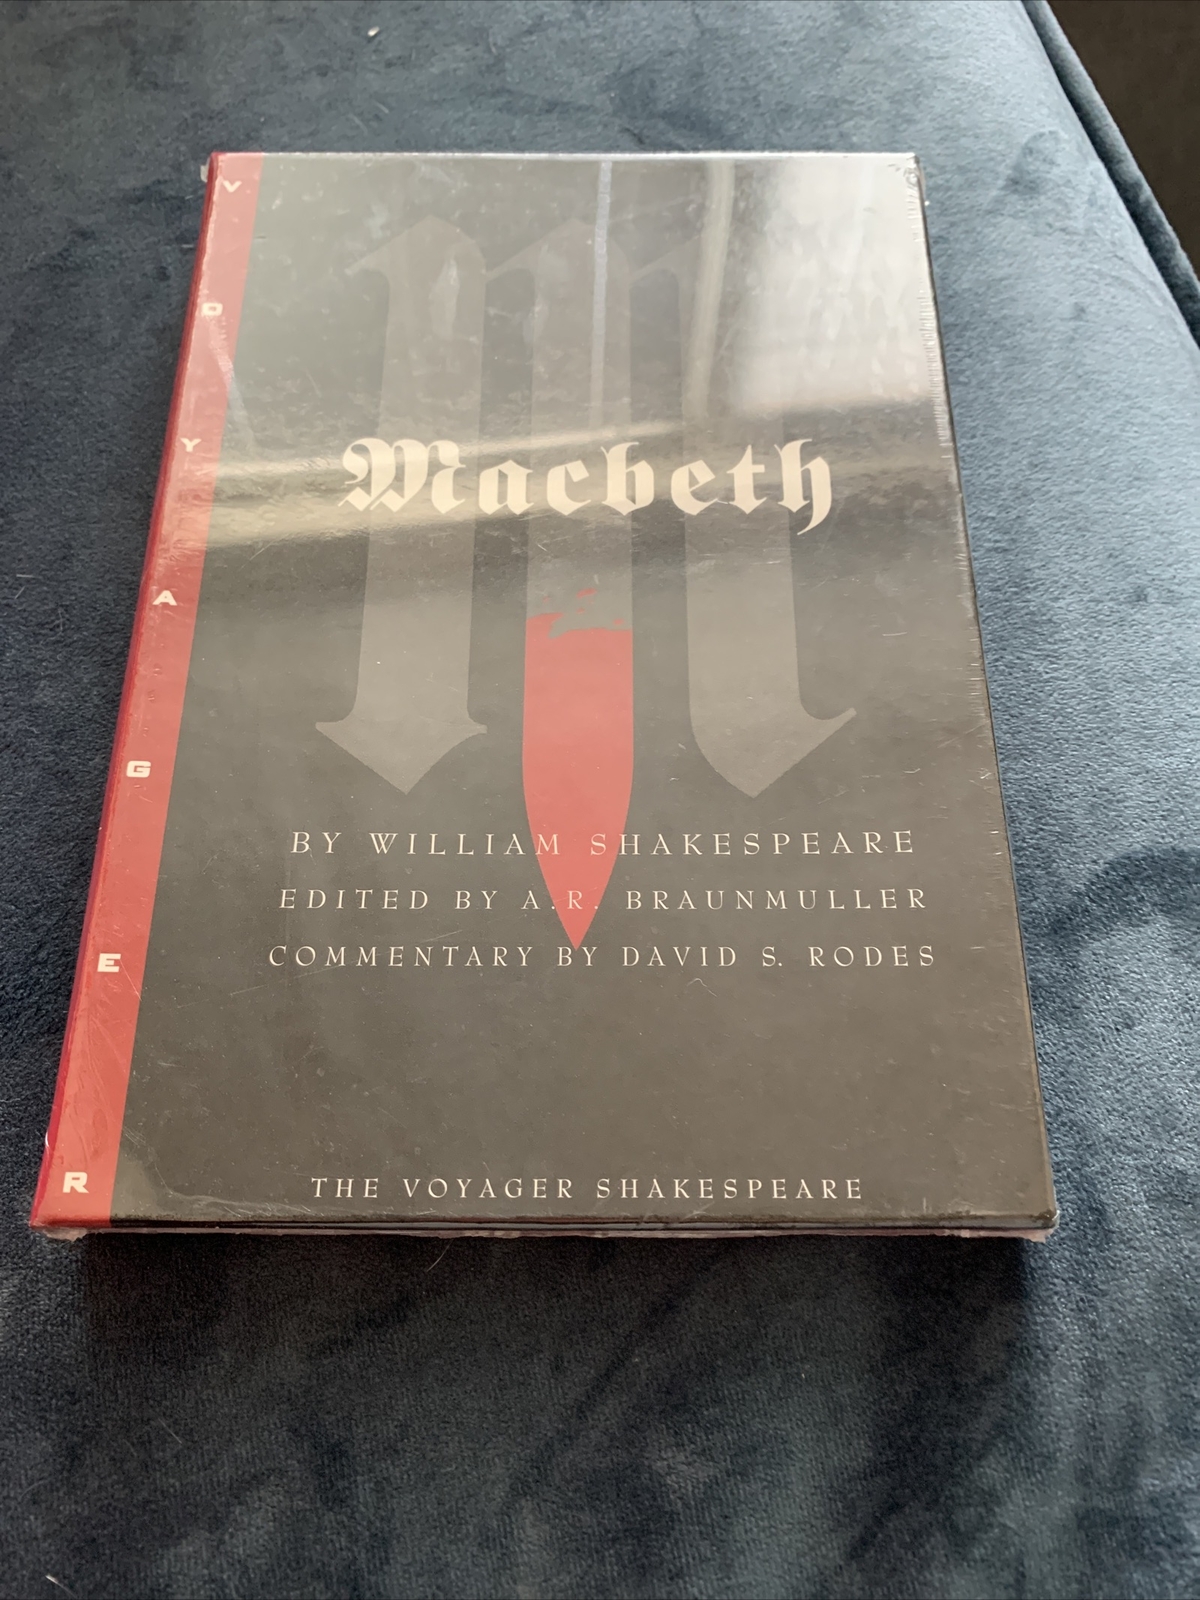 VOYAGER
Macbeth
BY WILLIAM SHAKESPEARE
EDITED BY A.R. BRAUNMULLER
COMMENTARY BY DAVID S. RODES
THE VOYAGER SHAKESPEARE